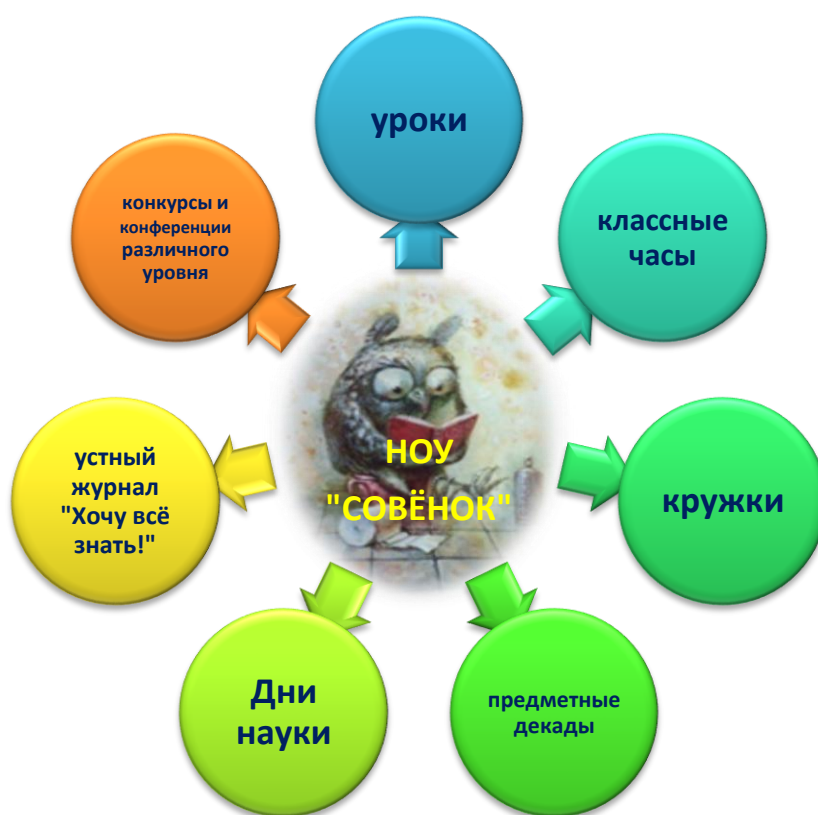 уроки
классные
часы
кружки
предметные
декады
Дни
науки
устный
журнал
"Хочу всё
знать!"
конкурсы и
конференции
различного
уровня
НОУ
"СОВЁНОК"